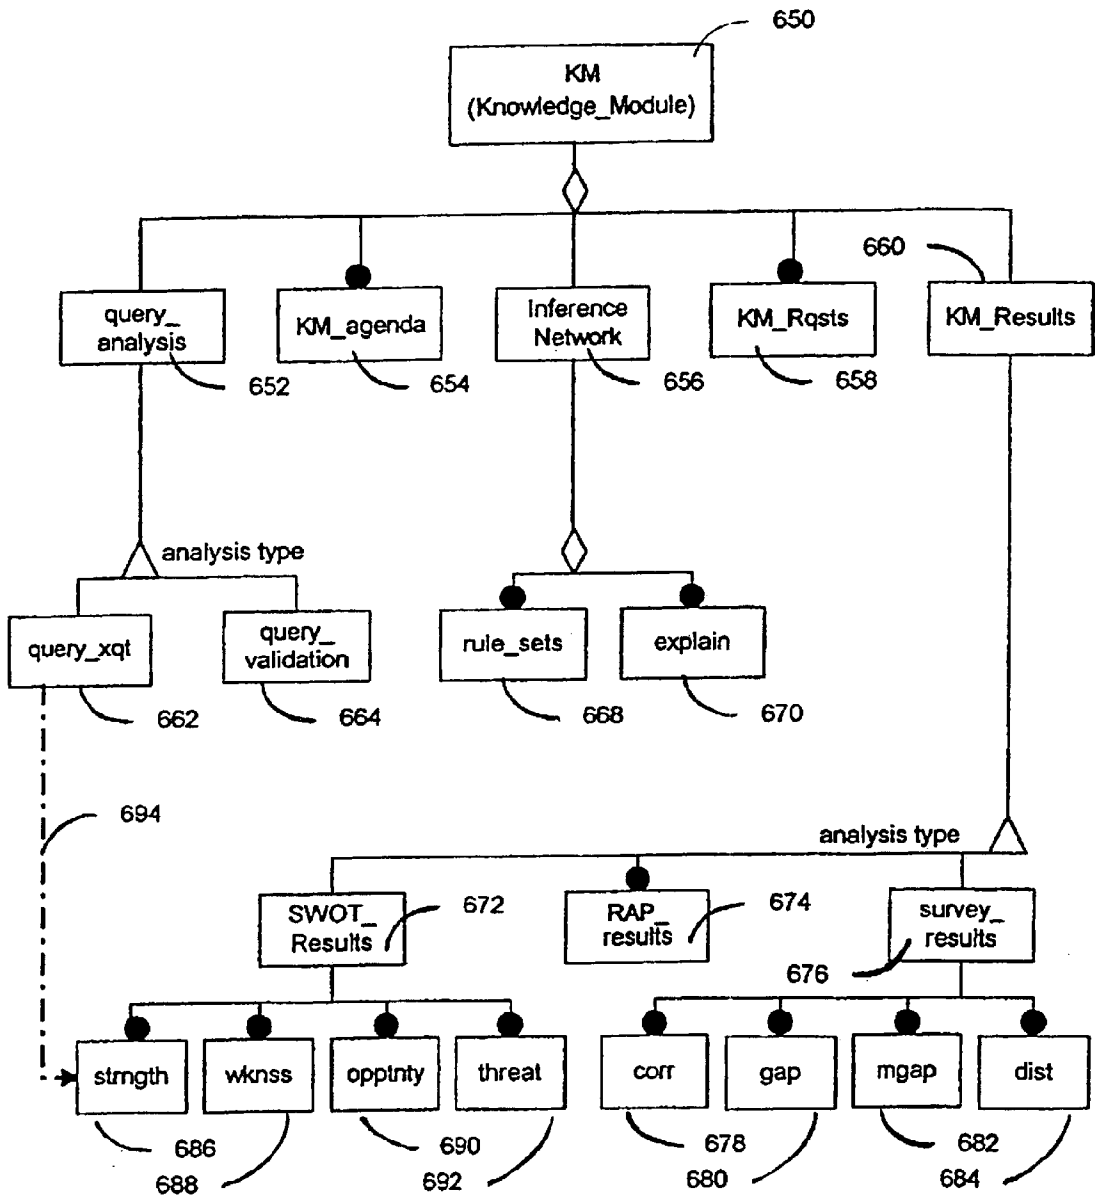 650
KM
(Knowledge_Module)
660
query_
analysis
KM_agenda
Inference
Network
KM_Rqsts
KM_Results
652
654
656
658
analysis type
query_xqt
query_
validation
rule_sets
explain
662
664
668
670
694
analysis type
SWOT_
Results
672
RAP_
results
674
survey_
results
676
strngth
wknss
opptnty
threat
corr
gap
mgap
dist
686
688
690
692
678
680
682
684